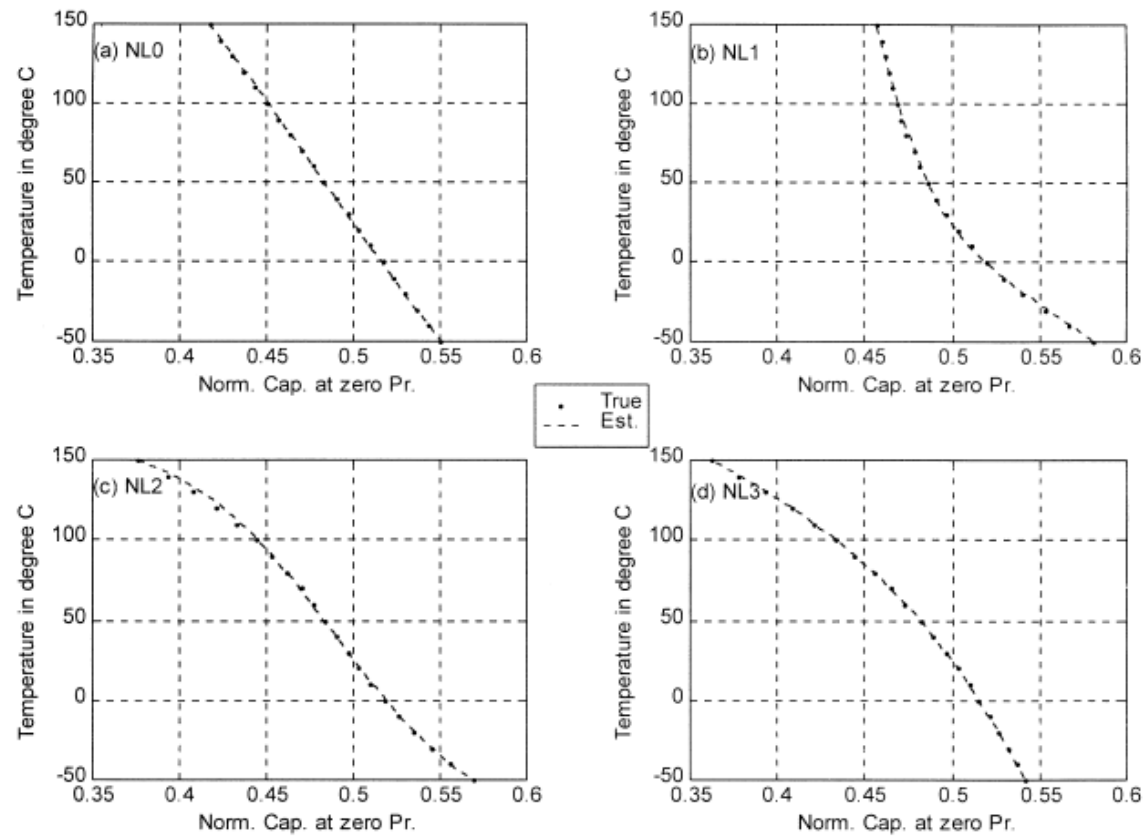 150
100
50
0
-50
Temperature in degree C
(a) NL0
0.35 0.4 0.45 0.5 0.55 0.6
Norm. Cap. at zero Pr.
150
100
50
0
-50
Temperature in degree C
(b) NL1
0.35 0.4 0.45 0.5 0.55 0.6
Norm. Cap. at zero Pr.
True
Est.
150
100
50
0
-50
Temperature in degree C
(c) NL2
0.35 0.4 0.45 0.5 0.55 0.6
Norm. Cap. at zero Pr.
150
100
50
0
-50
Temperature in degree C
(d) NL3
0.35 0.4 0.45 0.5 0.55 0.6
Norm. Cap. at zero Pr.